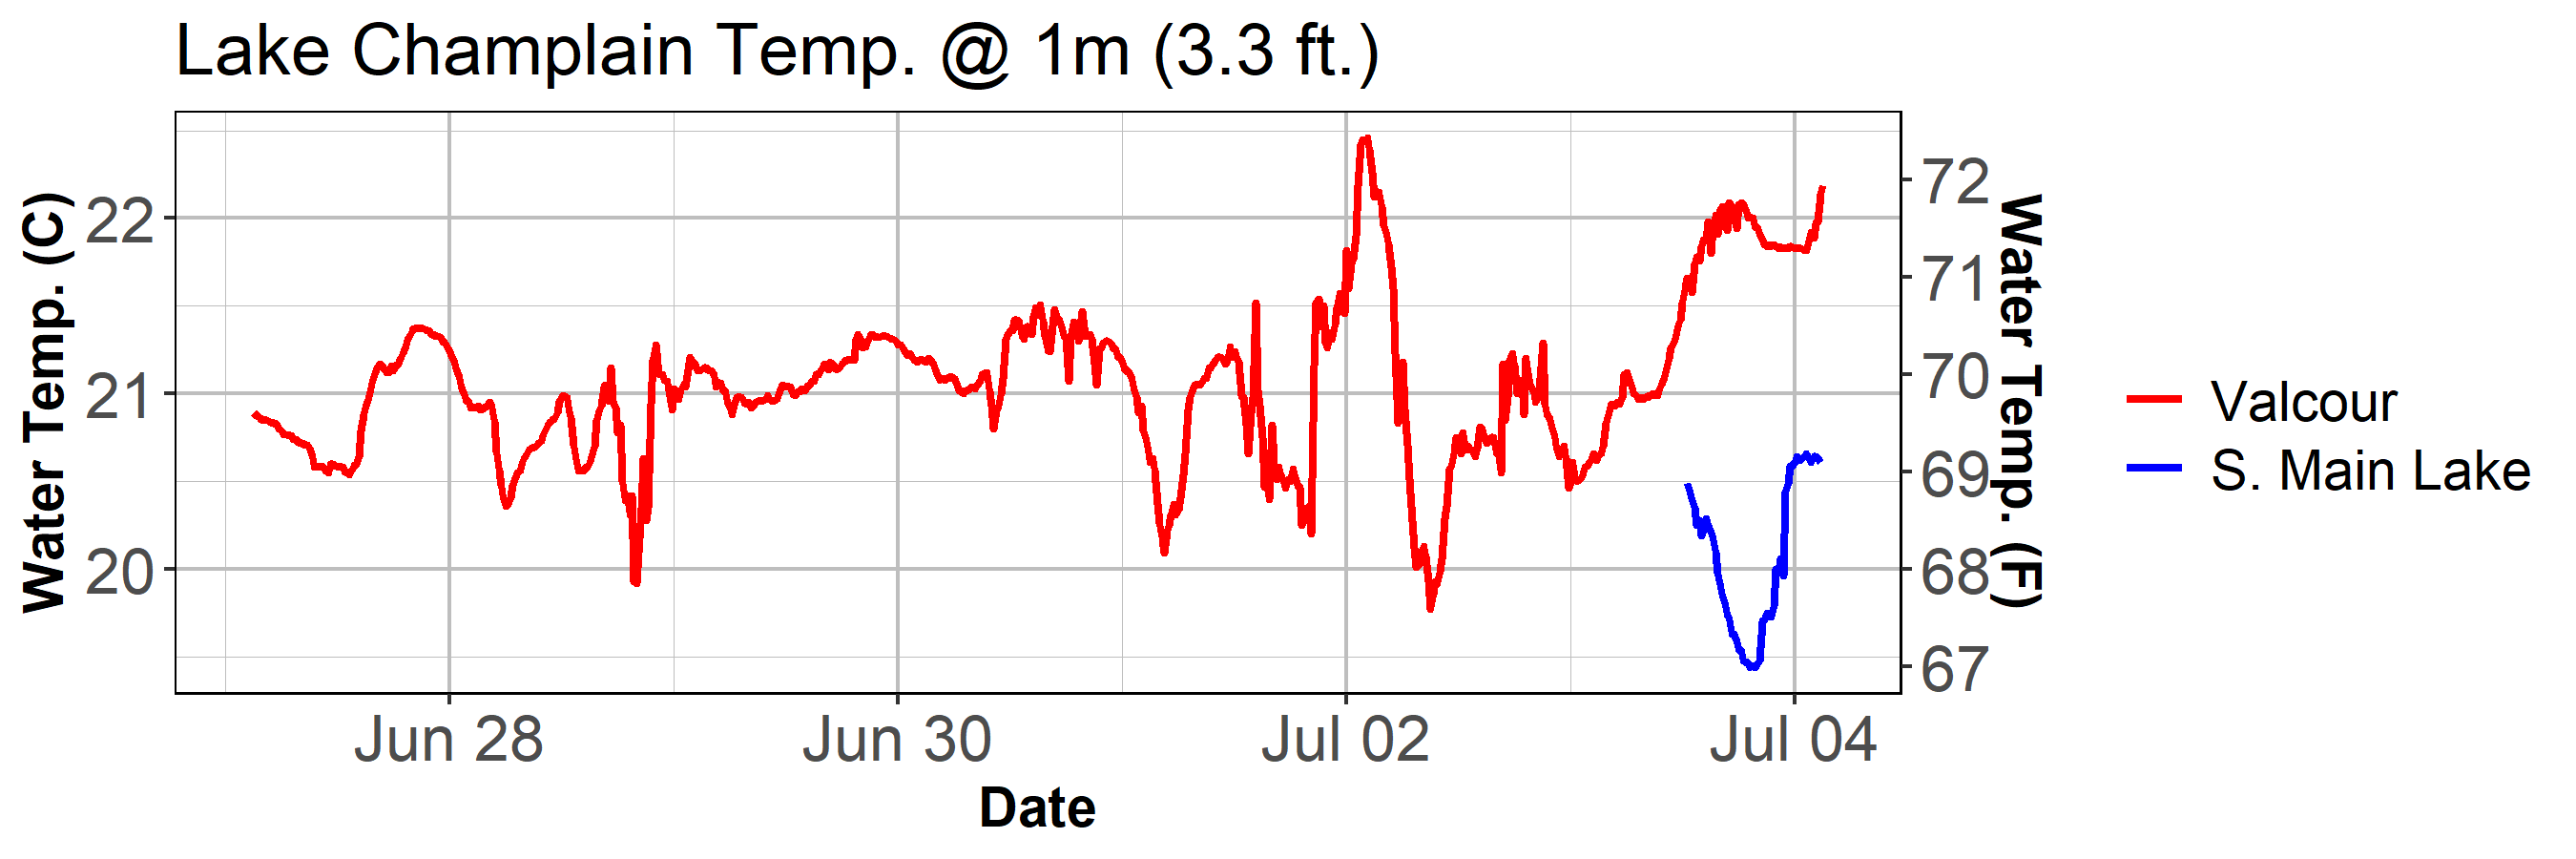 Lake Champlain Temp. @ 1m (3.3 ft.)
Water Temp. (C)
22
21
20
72
71
70
69
68
67
Water Temp. (F)
Jun 28
Jun 30
Jul 02
Jul 04
Date
Valcour
S. Main Lake